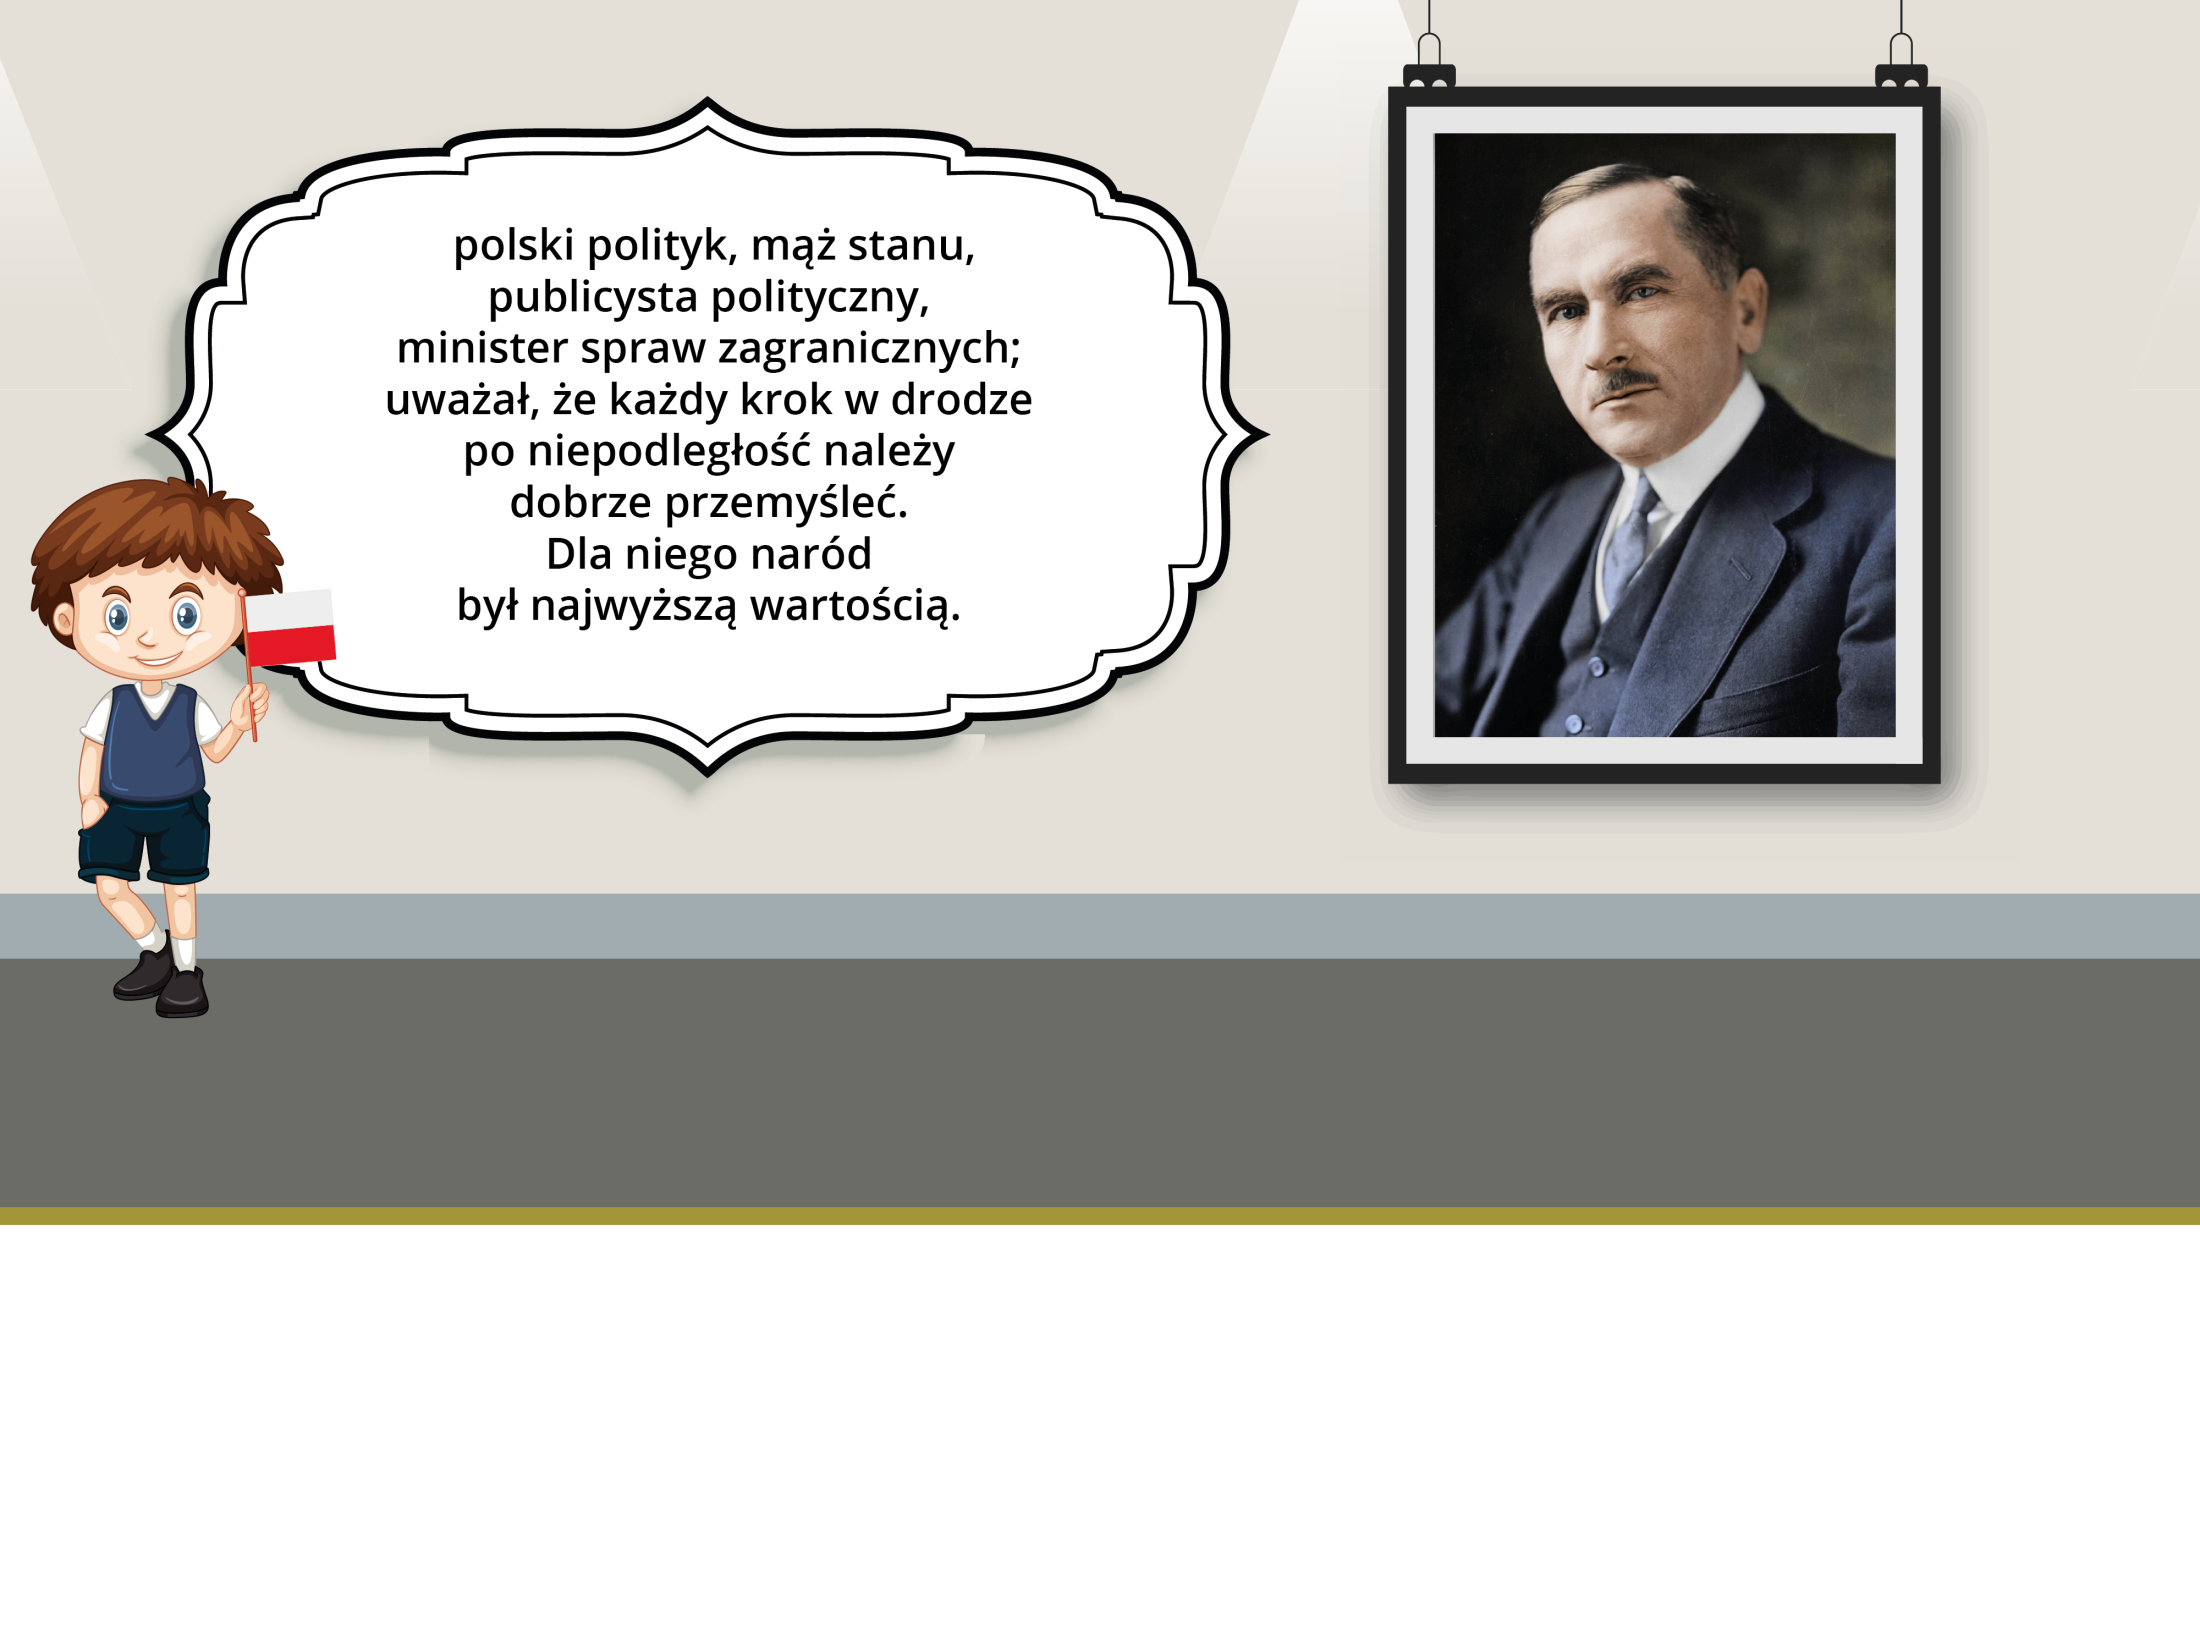 polski polityk, mąż stanu,
publicysta polityczny,
minister spraw zagranicznych;
uważał, że każdy krok w drodze
po niepodległość należy
dobrze przemyśleć.
Dla niego naród
był najwyższą wartością.